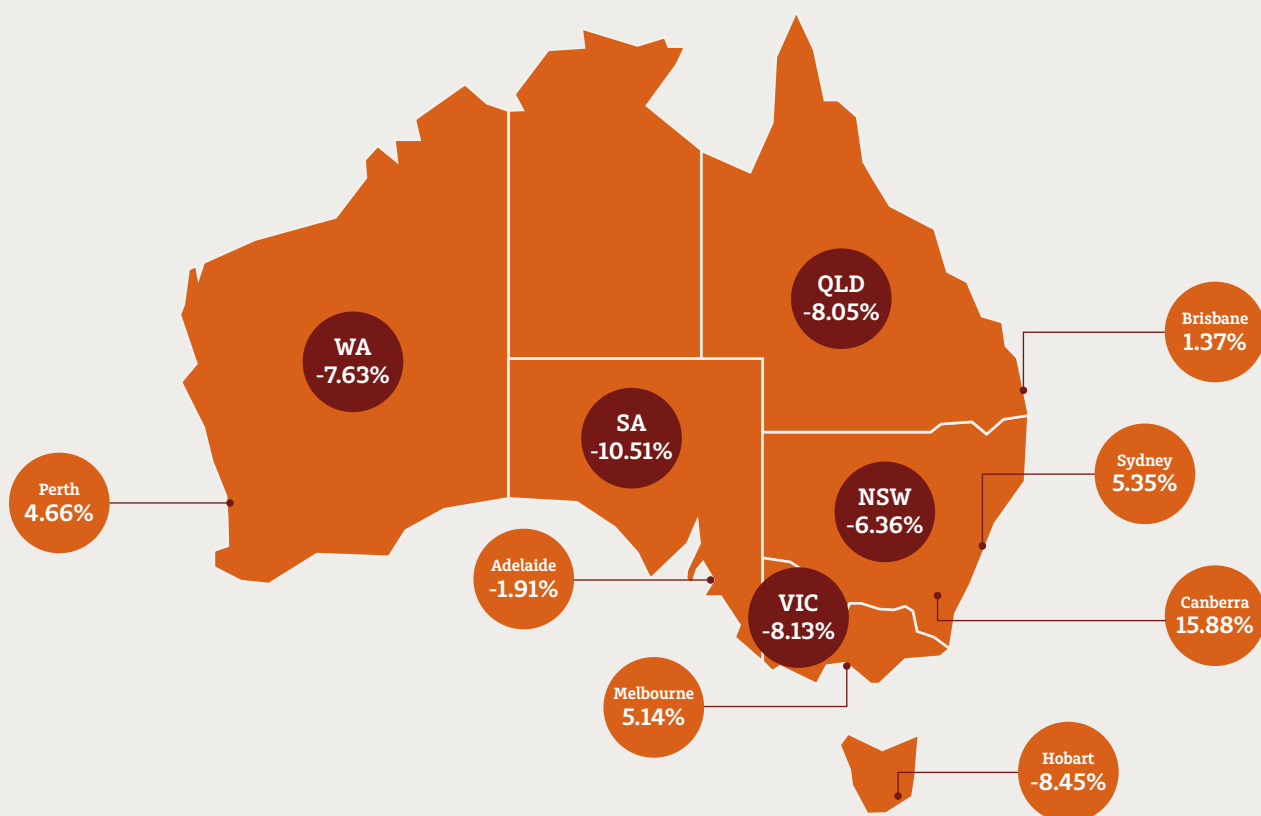 QLD
-8.05%
Brisbane
1.37%
WA
-7.63%
SA
-10.51%
Sydney
5.35%
NSW
-6.36%
Perth
4.66%
Adelaide
-1.91%
VIC
-8.13%
Canberra
15.88%
Melbourne
5.14%
Hobart
-8.45%